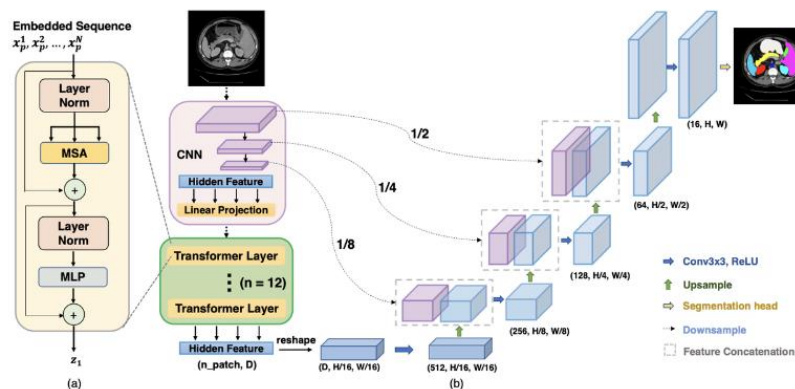 Embedded Sequence
x_p^1, x_p^2, ..., x_p^N
Layer Norm
MSA
+
Layer Norm
MLP
+
z_1
(a)
CNN
Hidden Feature
Linear Projection
Transformer Layer
(n = 12)
Transformer Layer
Hidden Feature
(n_patch, D)
reshape
(D, H/16, W/16)
(512, H/16, W/16)
(b)
1/2
1/4
1/8
(256, H/8, W/8)
(128, H/4, W/4)
(64, H/2, W/2)
(16, H, W)
Conv3x3, ReLU
Upsample
Segmentation head
Downsample
Feature Concatenation